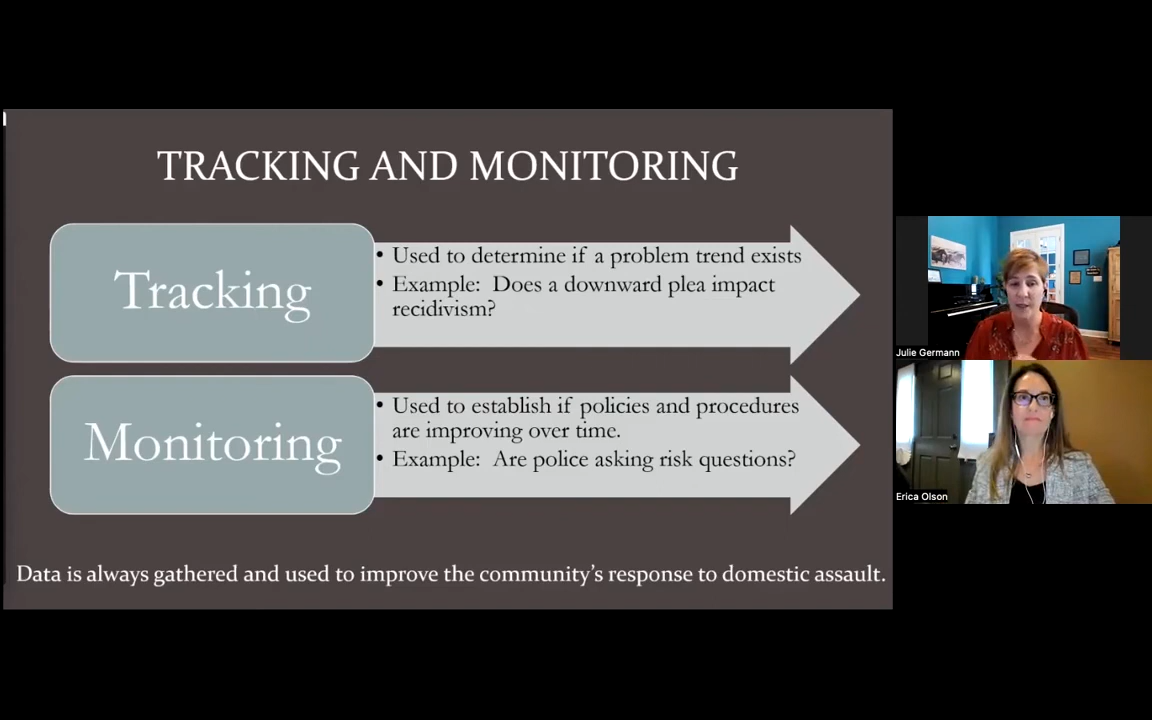 TRACKING AND MONITORING
Tracking
• Used to determine if a problem trend exists
• Example: Does a downward plea impact
recidivism?
Monitoring
• Used to establish if policies and procedures
are improving over time.
• Example: Are police asking risk questions?
Data is always gathered and used to improve the community’s response to domestic assault.
Julie Germann
Erica Olson